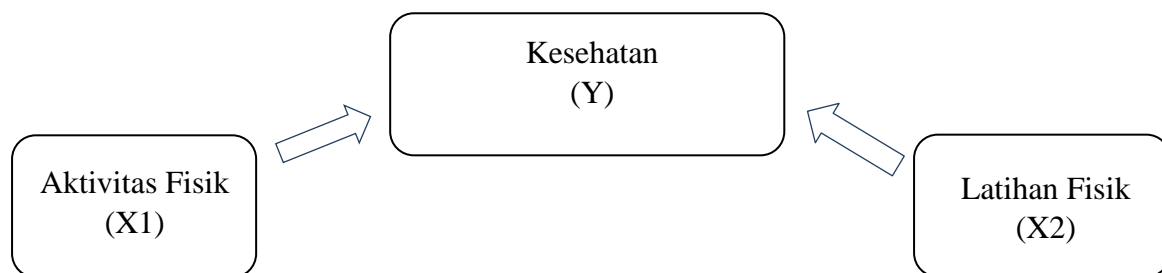 Kesehatan
(Y)
Aktivitas Fisik
(X1)
Latihan Fisik
(X2)